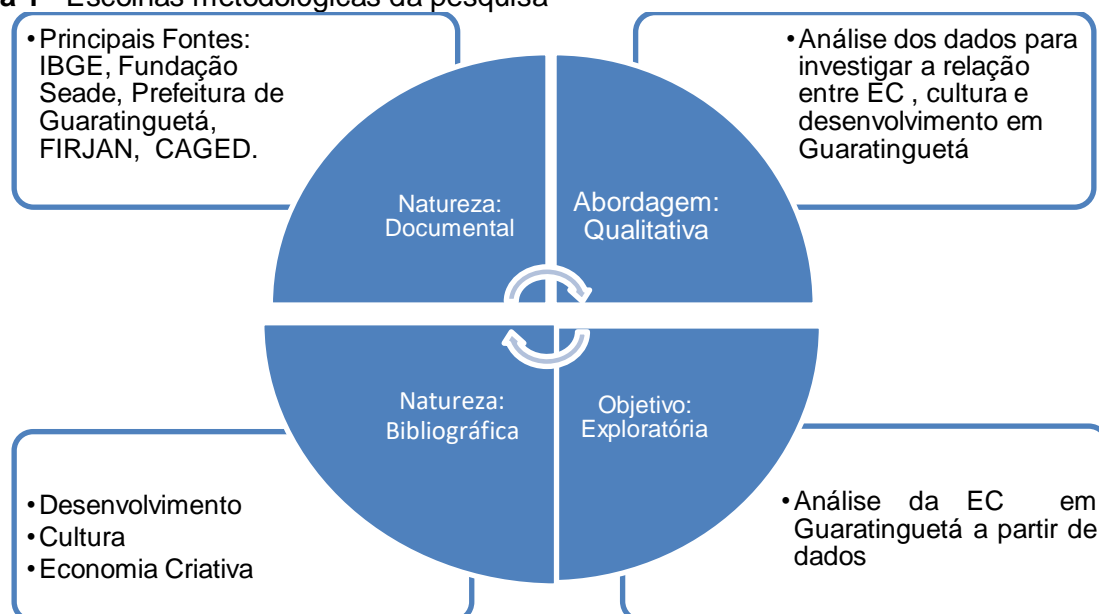 a 1 - Escolhas metodológicas da pesquisa
•Principais Fontes:
IBGE, Fundação
Seade, Prefeitura de
Guaratinguetá,
FIRJAN, CAGED.
•Análise dos dados para
investigar a relação
entre EC , cultura e
desenvolvimento em
Guaratinguetá
Natureza:
Documental
Abordagem:
Qualitativa
Natureza:
Bibliográfica
Objetivo:
Exploratória
•Desenvolvimento
•Cultura
•Economia Criativa
•Análise da EC em
Guaratinguetá a partir de
dados